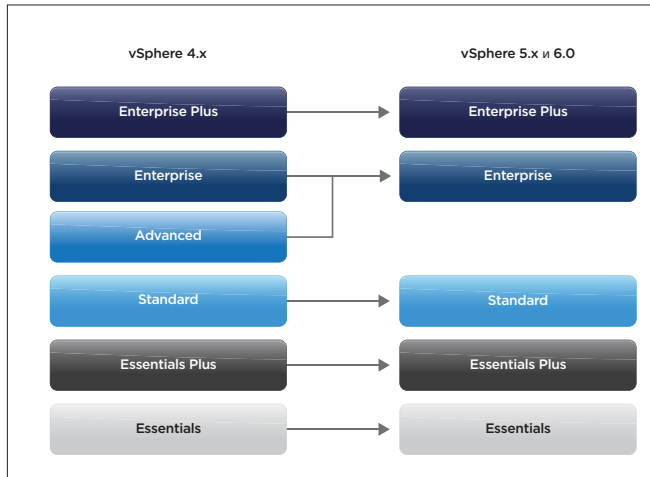 vSphere 4.x
vSphere 5.x и 6.0
Enterprise Plus
Enterprise Plus
Enterprise
Enterprise
Advanced
Standard
Standard
Essentials Plus
Essentials Plus
Essentials
Essentials